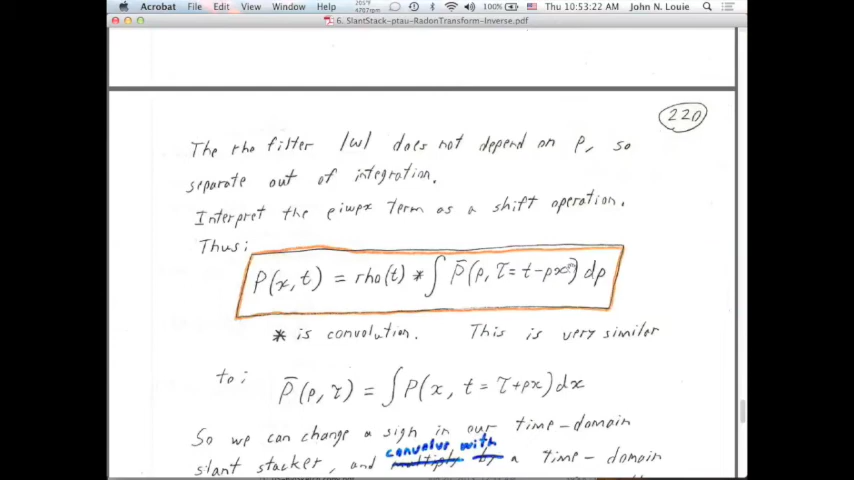 Acrobat File Edit View Window Help 100% Thu 10:53:22 AM John N. Louie
6. SlantStack-ptau-RadonTransform-Inverse.pdf
220
The rho filter |w| does not depend on p, so
separate out of integration.
Interpret the eiwpx term as a shift operation.
Thus:
P(x,t) = rho(t) * ∫ P̄(p, τ = t-px) dp
* is convolution. This is very similar
to:
P̄(p, τ) = ∫ P(x, t = τ+px) dx
So we can change a sign in our time-domain
convolve with
slant stacker, and multiply by a time-domain